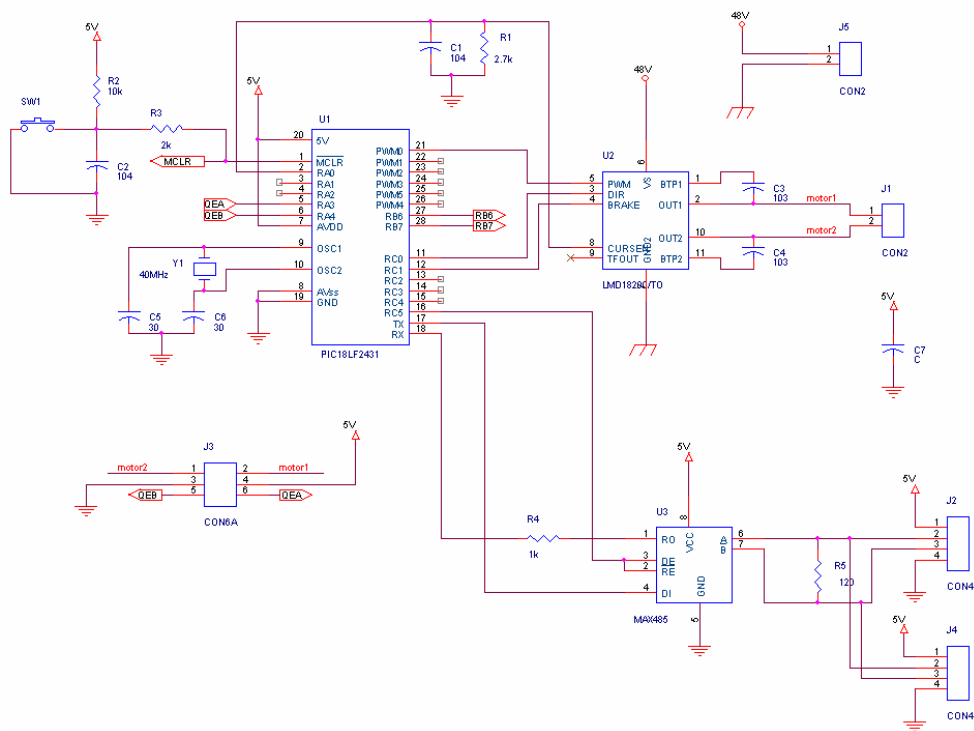 48V
J5
1
2
CON2
5V
R2
10k
SW1
R3
2k
MCLR
C2
104
C1
104
R1
2.7k
48V
5V
U1
20
5V
1
MCLR
2
RA0
3
RA1
4
RA2
QEA
5
RA3
QEB
6
RA4
7
AVDD
9
OSC1
10
OSC2
8
AVss
19
GND
PWM0
21
PWM1
22
PWM2
23
PWM3
24
PWM5
25
PWM4
26
RB6
27
RB6
RB7
28
RB7
RC0
11
RC1
12
RC2
13
RC3
14
RC4
15
RC5
16
TX
17
RX
18
PIC18LF2431
Y1
40MHz
C5
30
C6
30
U2
6
VS
5
PWM
3
DIR
4
BRAKE
8
CURSEN
9
TFOUT
GND2
BTP1
1
OUT1
2
OUT2
10
BTP2
11
LMD18200/TO
C3
103
motor1
motor2
C4
103
J1
1
2
CON2
5V
C7
C
J3
motor2
1
2
motor1
3
4
5V
QEB
5
6
QEA
CON6A
R4
1k
5V
U3
8
VCC
1
RO
3
DE
2
RE
4
DI
A
6
B
7
GND
5
MAX485
R5
120
5V
J2
1
2
3
4
CON4
5V
J4
1
2
3
4
CON4